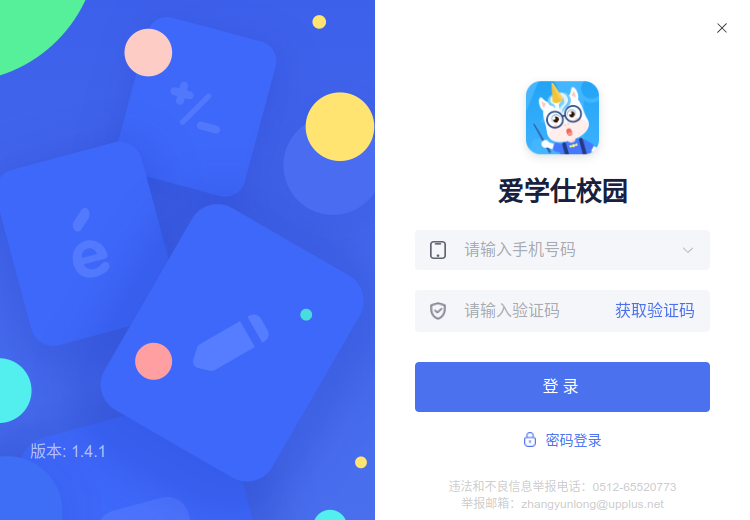 爱学仕校园
请输入手机号码
请输入验证码 获取验证码
登 录
密码登录
版本: 1.4.1
违法和不良信息举报电话：0512-65520773
举报邮箱：zhangyunlong@upplus.net